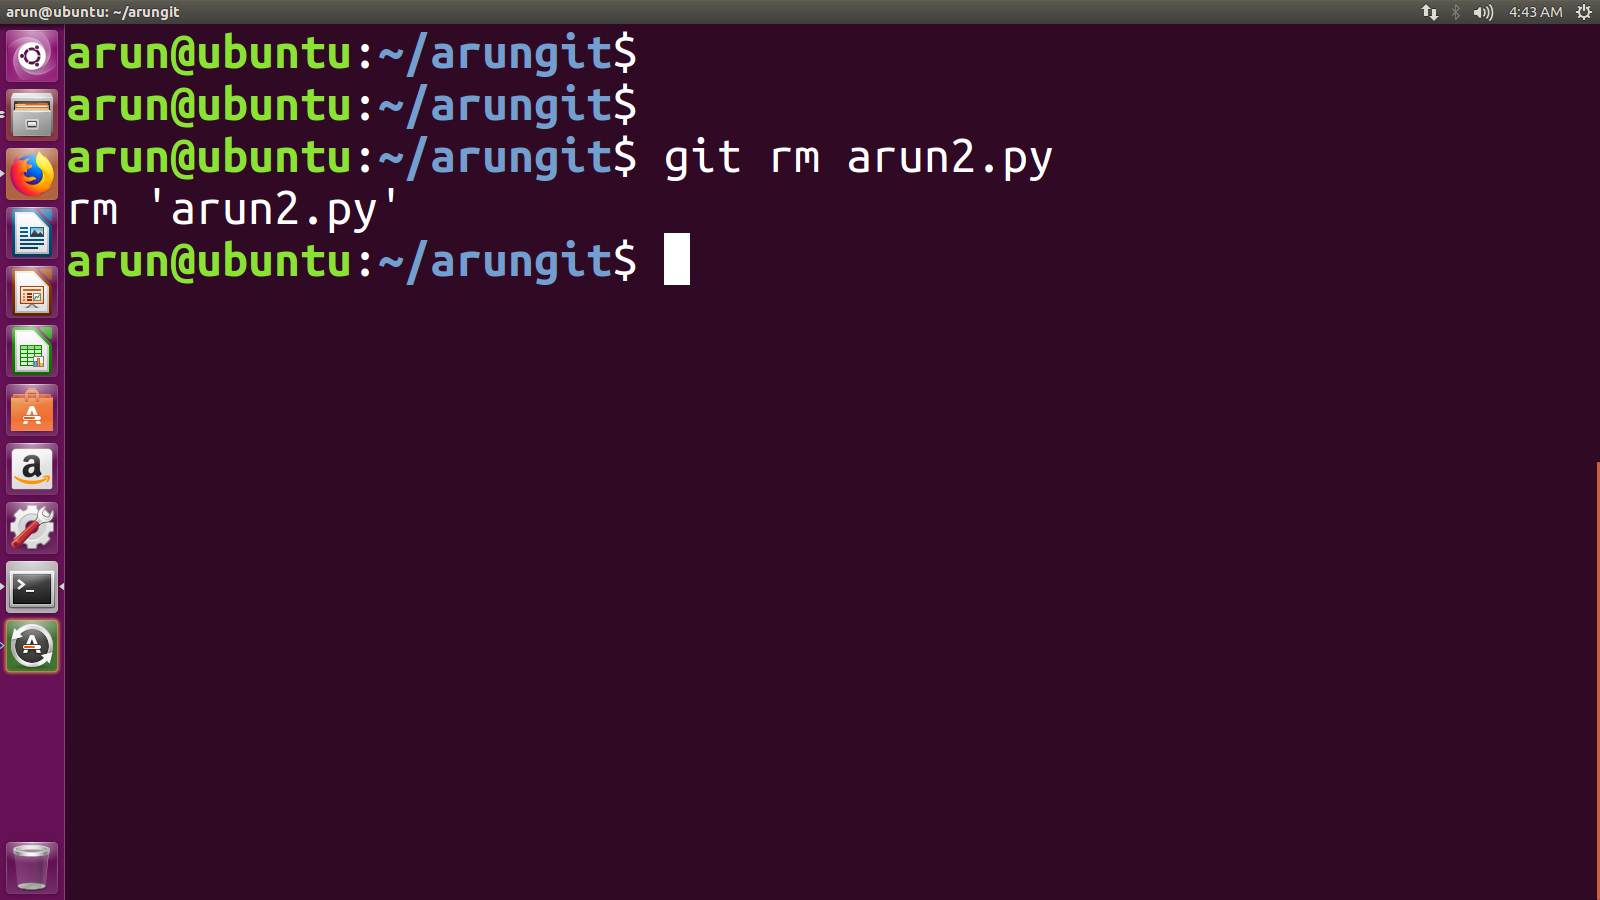 arun@ubuntu: ~/arungit
4:43 AM
arun@ubuntu:~/arungit$
arun@ubuntu:~/arungit$
arun@ubuntu:~/arungit$ git rm arun2.py
rm 'arun2.py'
arun@ubuntu:~/arungit$